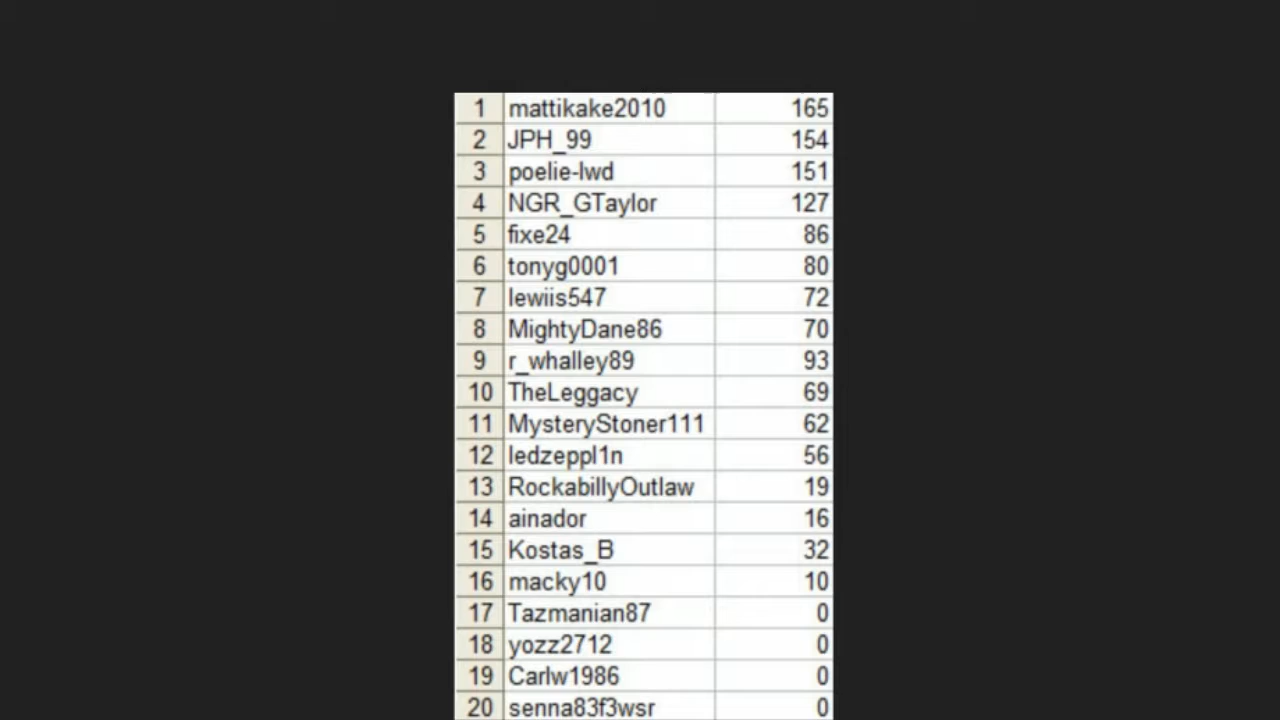 1 mattikake2010 165
2 JPH_99 154
3 poelie-lwd 151
4 NGR_GTaylor 127
5 fixe24 86
6 tonyg0001 80
7 lewiis547 72
8 MightyDane86 70
9 r_whalley89 93
10 TheLeggacy 69
11 MysteryStoner111 62
12 ledzeppl1n 56
13 RockabillyOutlaw 19
14 ainador 16
15 Kostas_B 32
16 macky10 10
17 Tazmanian87 0
18 yozz2712 0
19 Carlw1986 0
20 senna83f3wsr 0